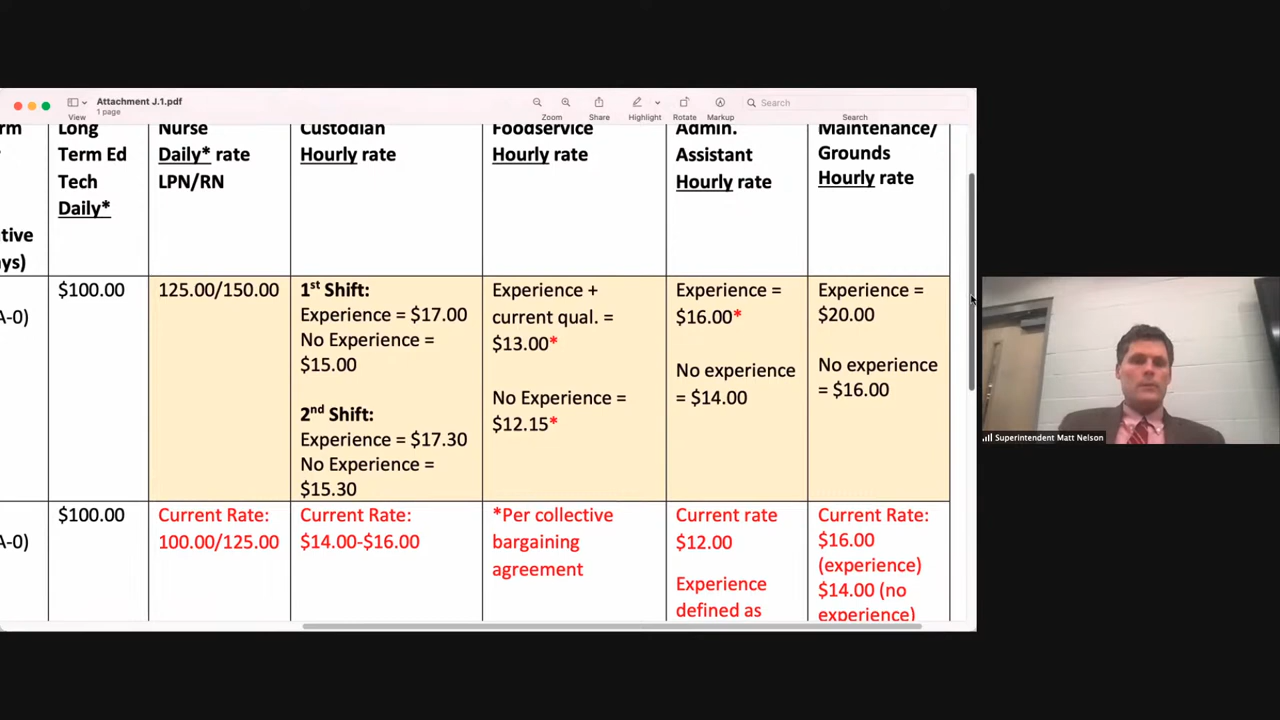 Attachment J.1.pdf
1 page
View
Zoom
Share
Highlight
Rotate
Markup
Search
Search
rm
tive
ys)
Long
Term Ed
Tech
Daily*
Nurse
Daily* rate
LPN/RN
Custodian
Hourly rate
Foodservice
Hourly rate
Admin.
Assistant
Hourly rate
Maintenance/
Grounds
Hourly rate
A-0)
$100.00
125.00/150.00
1st Shift:
Experience = $17.00
No Experience =
$15.00
2nd Shift:
Experience = $17.30
No Experience =
$15.30
Experience +
current qual. =
$13.00*
No Experience =
$12.15*
Experience =
$16.00*
No experience
= $14.00
Experience =
$20.00
No experience
= $16.00
A-0)
$100.00
Current Rate:
100.00/125.00
Current Rate:
$14.00-$16.00
*Per collective
bargaining
agreement
Current rate
$12.00
Experience
defined as
Current Rate:
$16.00
(experience)
$14.00 (no
experience)
Superintendent Matt Nelson